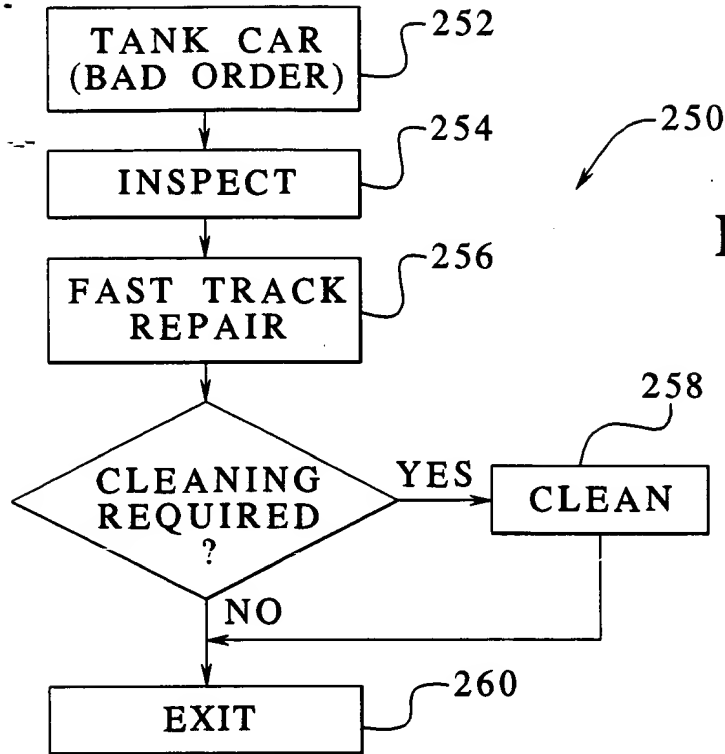 TANK CAR
(BAD ORDER)
252
INSPECT
254
250
FAST TRACK
REPAIR
256
CLEANING
REQUIRED
?
YES
258
CLEAN
NO
EXIT
260